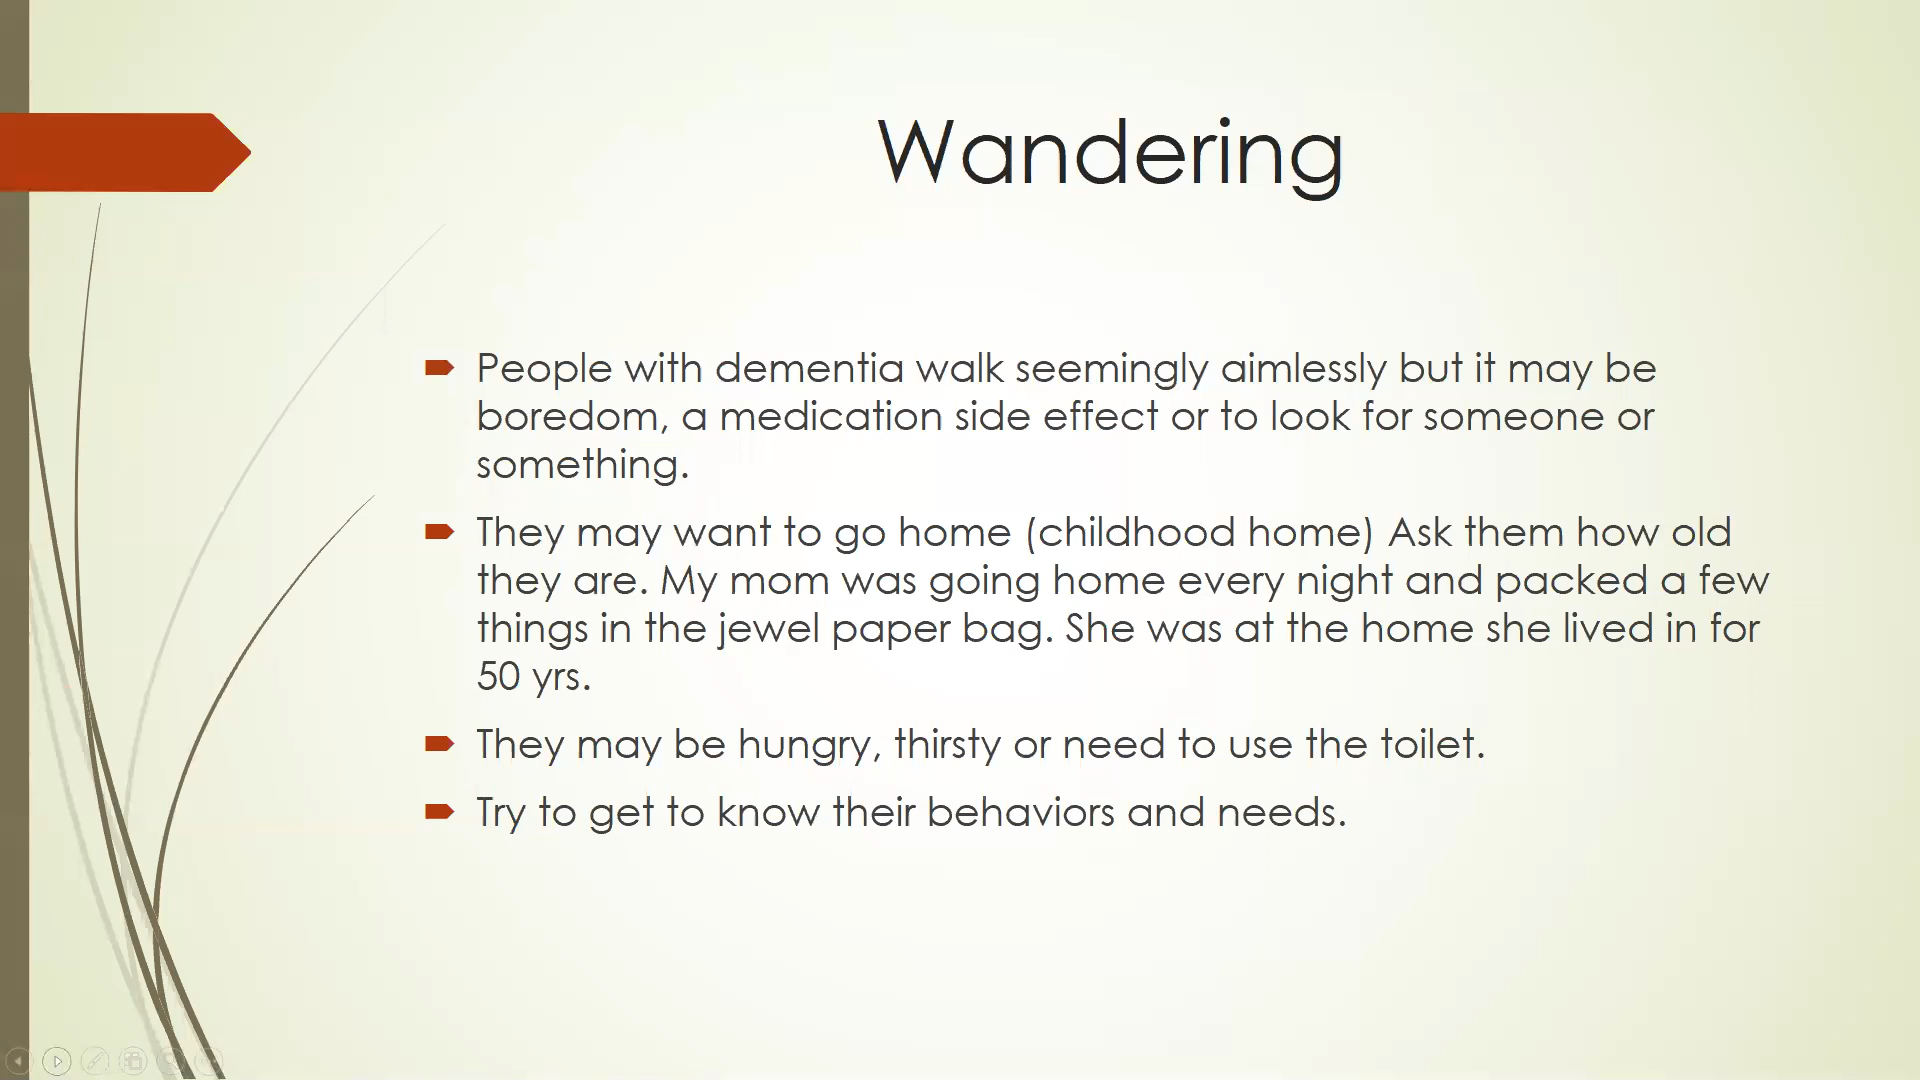 Wandering
People with dementia walk seemingly aimlessly but it may be
boredom, a medication side effect or to look for someone or
something.
They may want to go home (childhood home) Ask them how old
they are. My mom was going home every night and packed a few
things in the jewel paper bag. She was at the home she lived in for
50 yrs.
They may be hungry, thirsty or need to use the toilet.
Try to get to know their behaviors and needs.